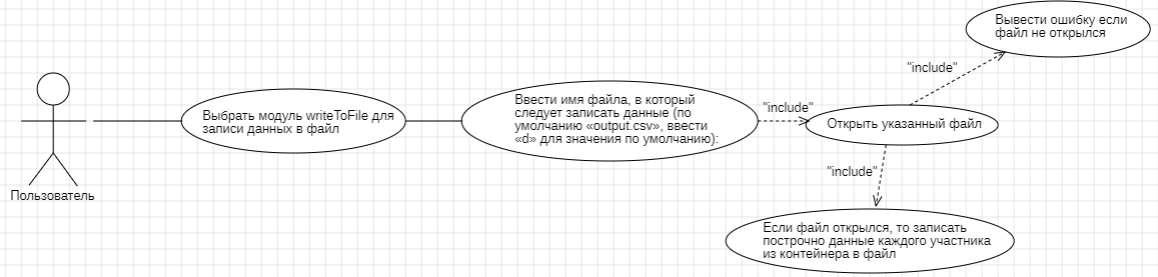 Вывести ошибку если
файл не открылся
"include"
Выбрать модуль writeToFile для
записи данных в файл
Ввести имя файла, в который
следует записать данные (по
умолчанию «output.csv», ввести
«d» для значения по умолчанию):
"include"
Открыть указанный файл
"include"
Пользователь
Если файл открылся, то записать
построчно данные каждого участника
из контейнера в файл